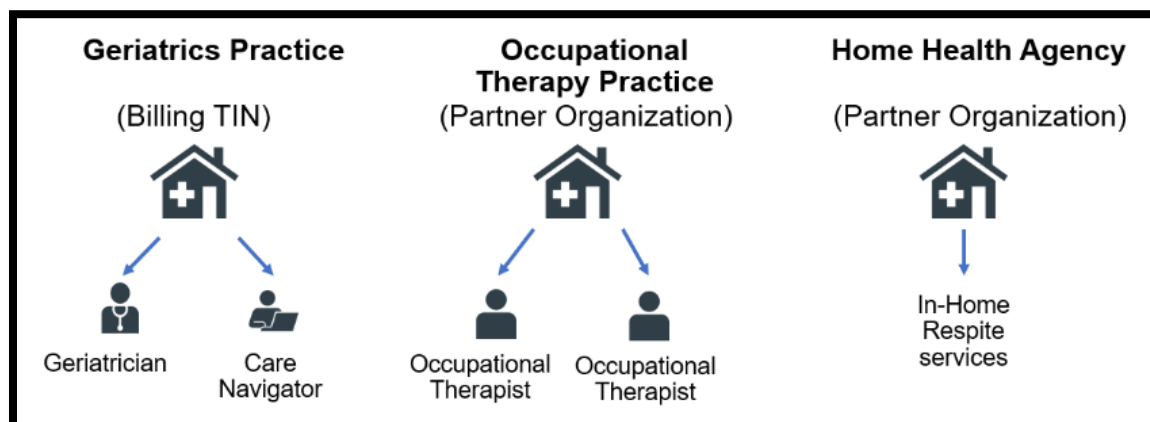 Geriatrics Practice
(Billing TIN)
Geriatrician
Care
Navigator
Occupational
Therapy Practice
(Partner Organization)
Occupational
Therapist
Occupational
Therapist
Home Health Agency
(Partner Organization)
In-Home
Respite
services